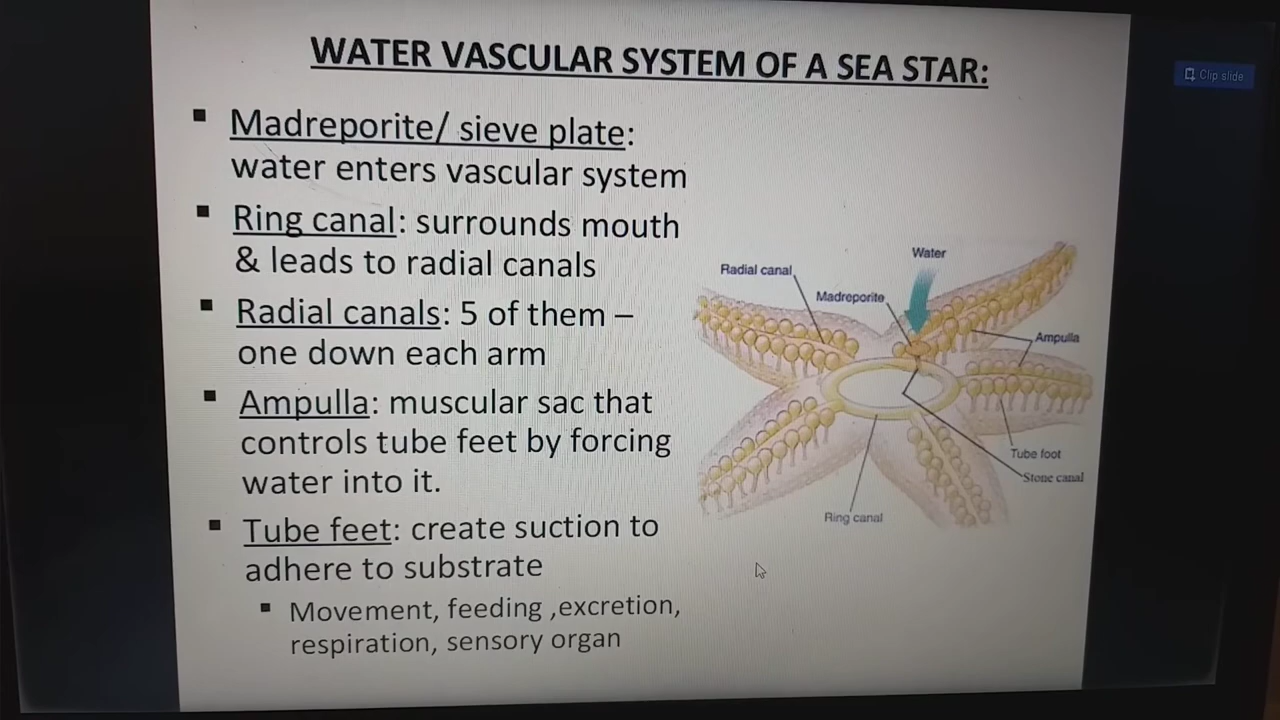 WATER VASCULAR SYSTEM OF A SEA STAR:
Clip slide
▪ Madreporite/ sieve plate:
water enters vascular system
▪ Ring canal: surrounds mouth
& leads to radial canals
▪ Radial canals: 5 of them –
one down each arm
▪ Ampulla: muscular sac that
controls tube feet by forcing
water into it.
▪ Tube feet: create suction to
adhere to substrate
▪ Movement, feeding ,excretion,
respiration, sensory organ
Water
Radial canal
Madreporite
Ampulla
Tube foot
Stone canal
Ring canal